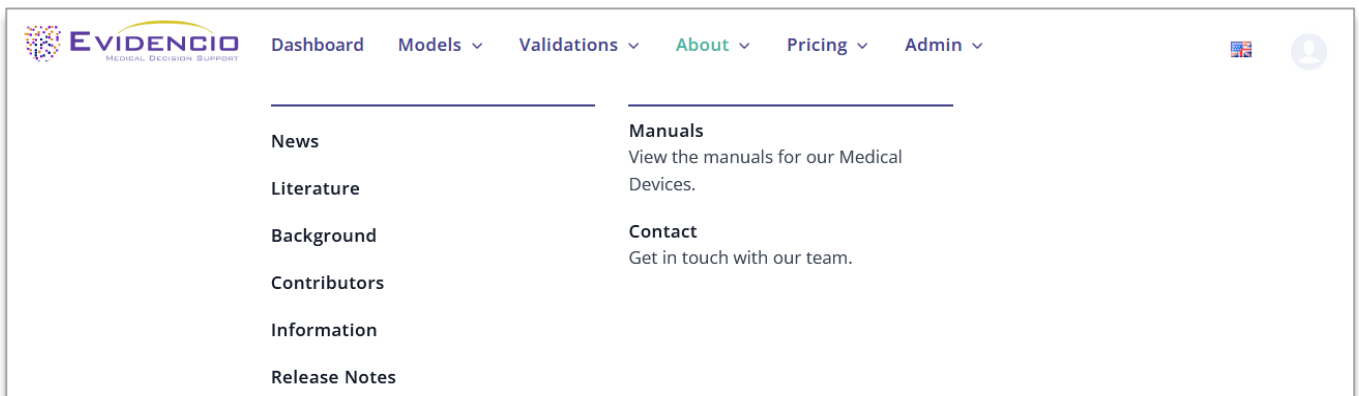 EVIDENCIO
MEDICAL DECISION SUPPORT
Dashboard Models Validations About Pricing Admin
News
Literature
Background
Contributors
Information
Release Notes
Manuals
View the manuals for our Medical
Devices.
Contact
Get in touch with our team.